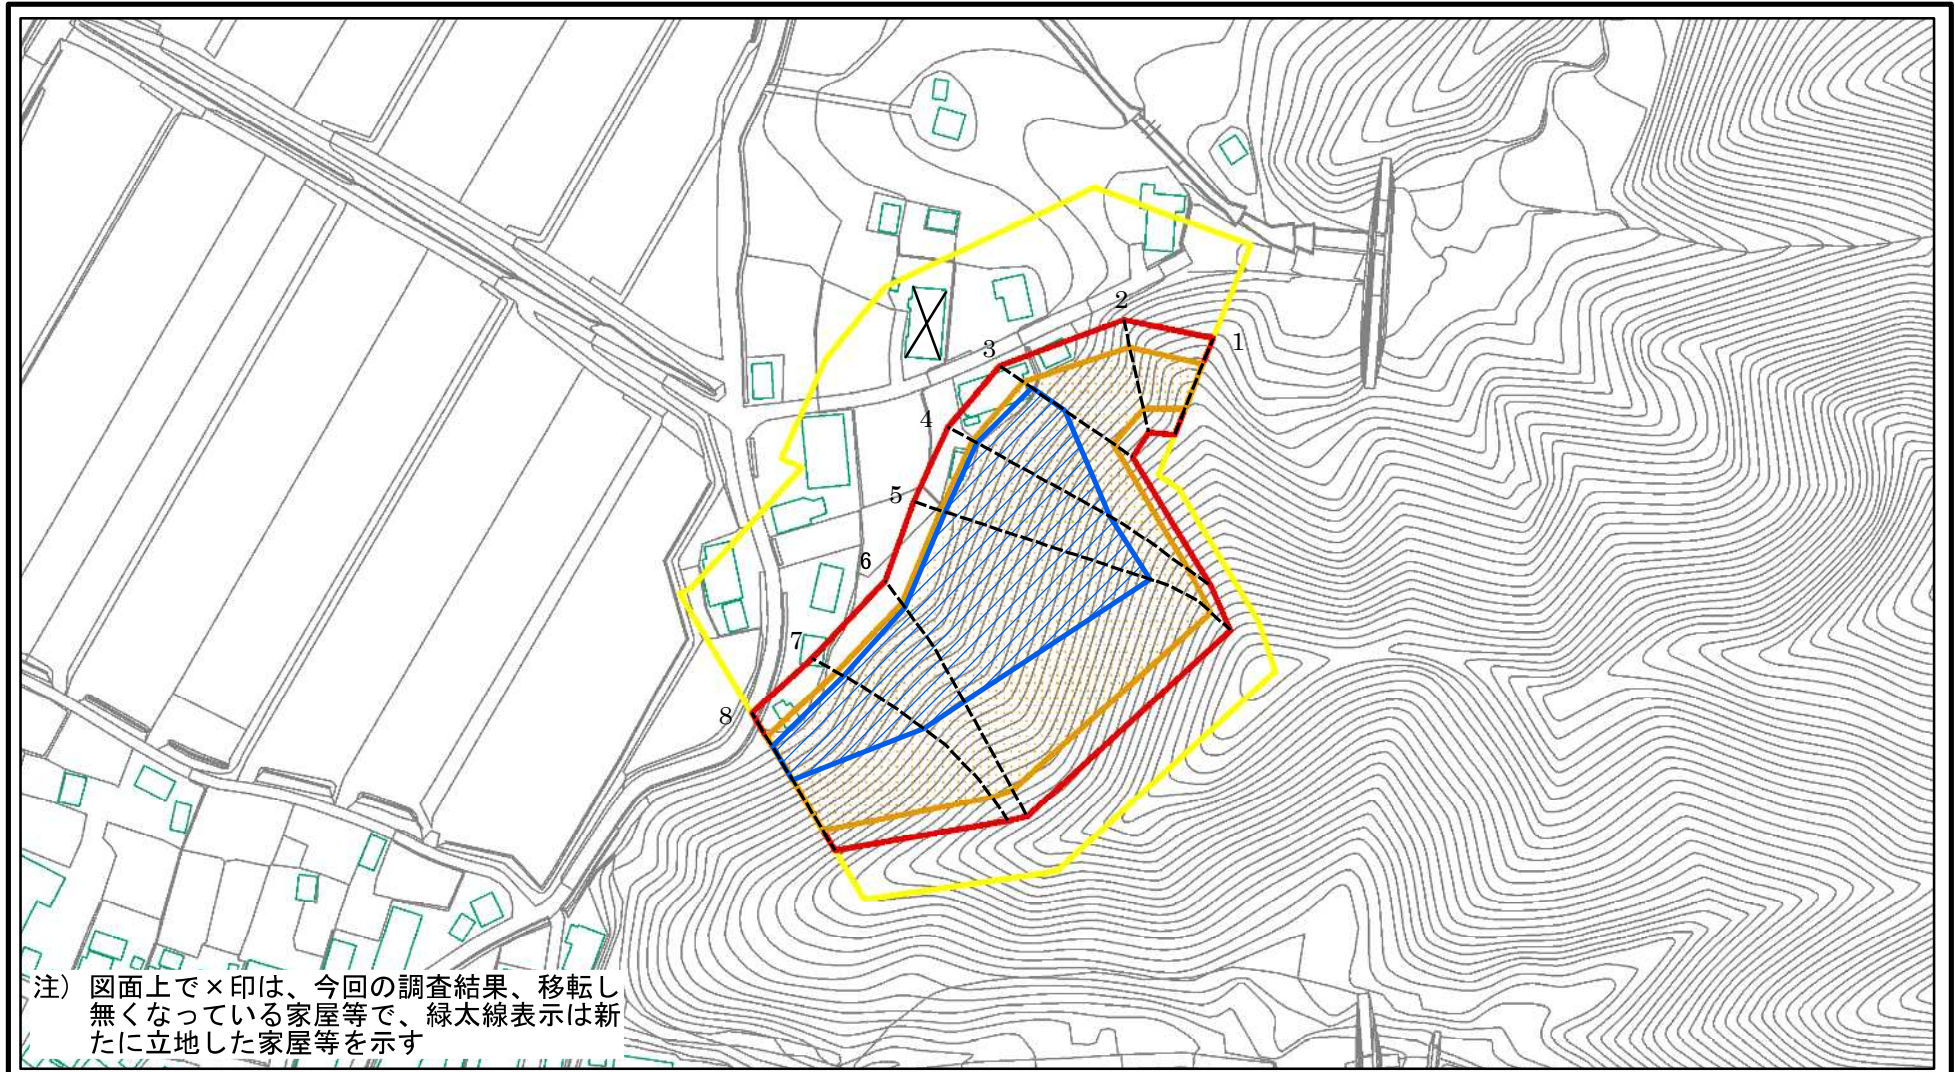 2
1
3
4
5
6
7
8
注） 図面上で×印は、今回の調査結果、移転し
無くなっている家屋等で、緑太線表示は新
たに立地した家屋等を示す